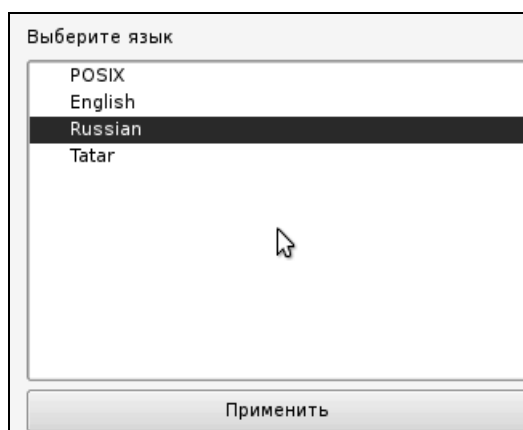 Выберите язык
POSIX
English
Russian
Tatar
Применить